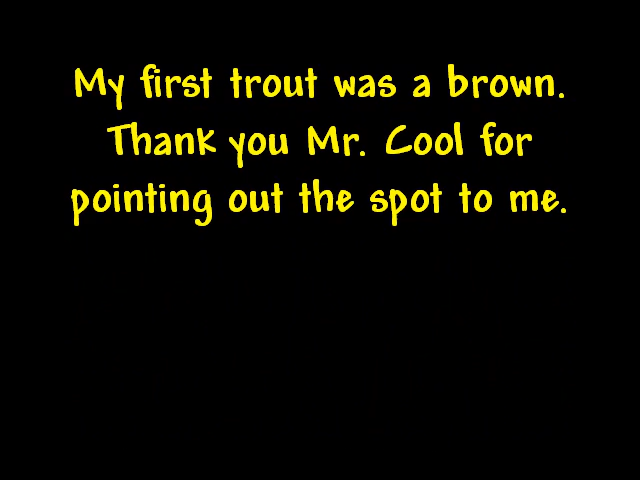 My first trout was a brown.
Thank you Mr. Cool for
pointing out the spot to me.